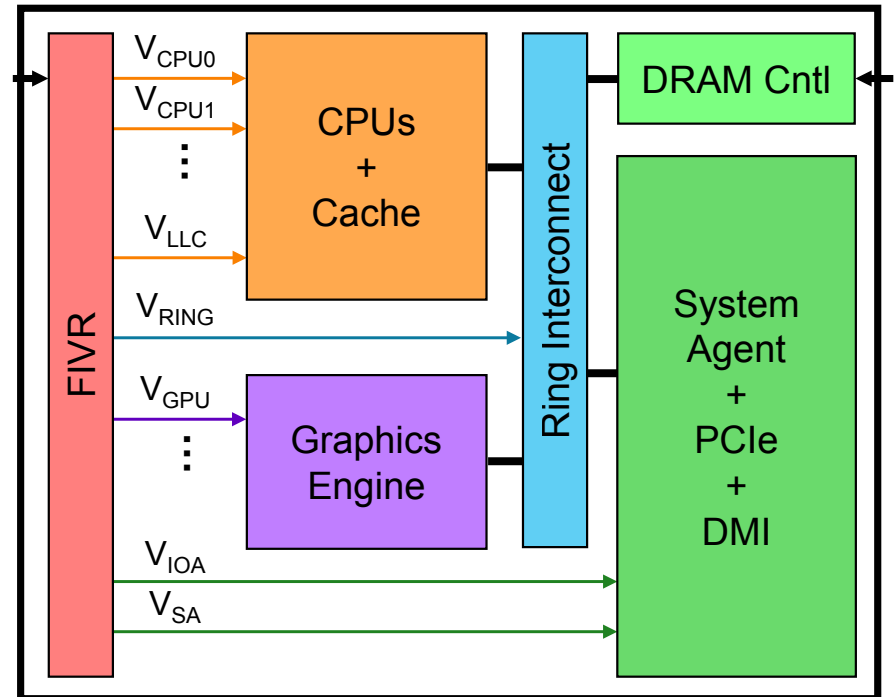 FIVR
V_CPU0
V_CPU1
⋮
V_LLC
V_RING
V_GPU
⋮
V_IOA
V_SA
CPUs
+
Cache
Graphics
Engine
Ring Interconnect
DRAM Cntl
System
Agent
+
PCIe
+
DMI